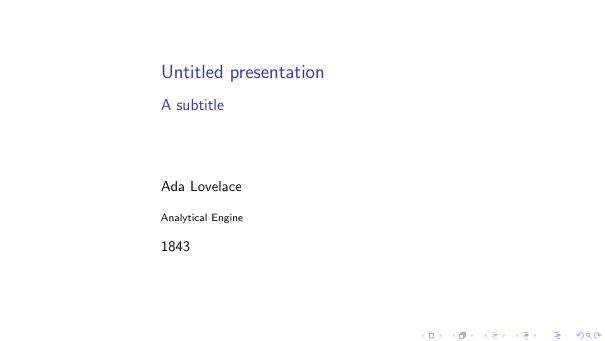 Untitled presentation
A subtitle
Ada Lovelace
Analytical Engine
1843